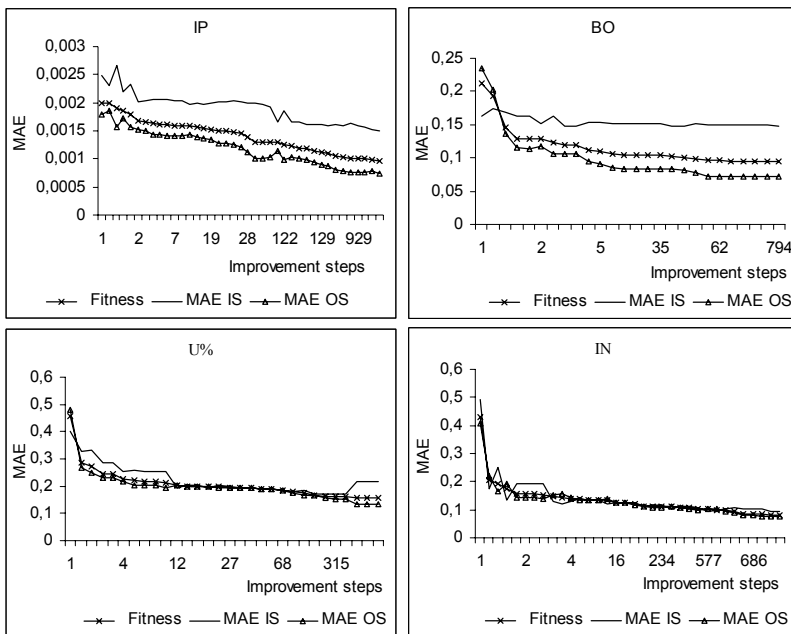 IP
0,003
0,0025
0,002
0,0015
0,001
0,0005
0
MAE
1 2 7 19 28 122 129 929
Improvement steps
Fitness MAE IS MAE OS
BO
0,25
0,2
0,15
0,1
0,05
0
MAE
1 2 5 35 62 794
Improvement steps
Fitness MAE IS MAE OS
U%
0,6
0,5
0,4
0,3
0,2
0,1
0
MAE
1 4 12 27 68 315
Improvement steps
Fitness MAE IS MAE OS
IN
0,6
0,5
0,4
0,3
0,2
0,1
0
MAE
1 2 4 16 234 577 686
Improvement steps
Fitness MAE IS MAE OS